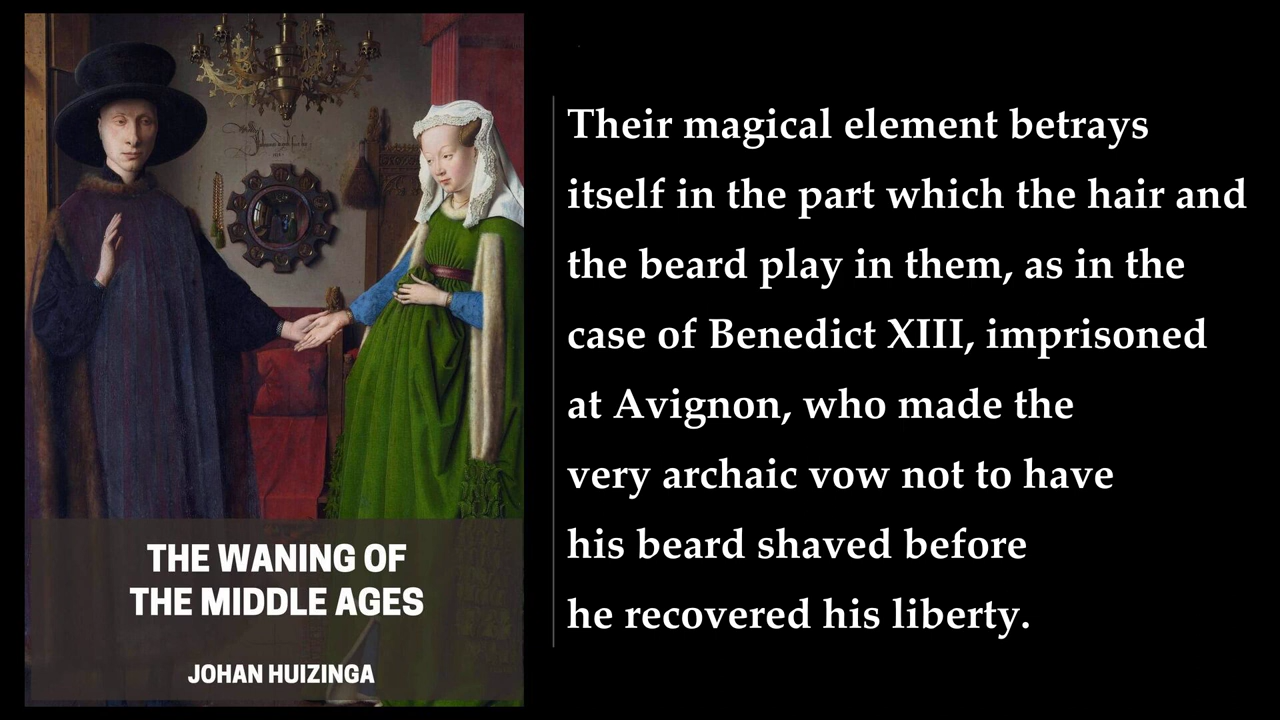 THE WANING OF
THE MIDDLE AGES
JOHAN HUIZINGA
Their magical element betrays
itself in the part which the hair and
the beard play in them, as in the
case of Benedict XIII, imprisoned
at Avignon, who made the
very archaic vow not to have
his beard shaved before
he recovered his liberty.